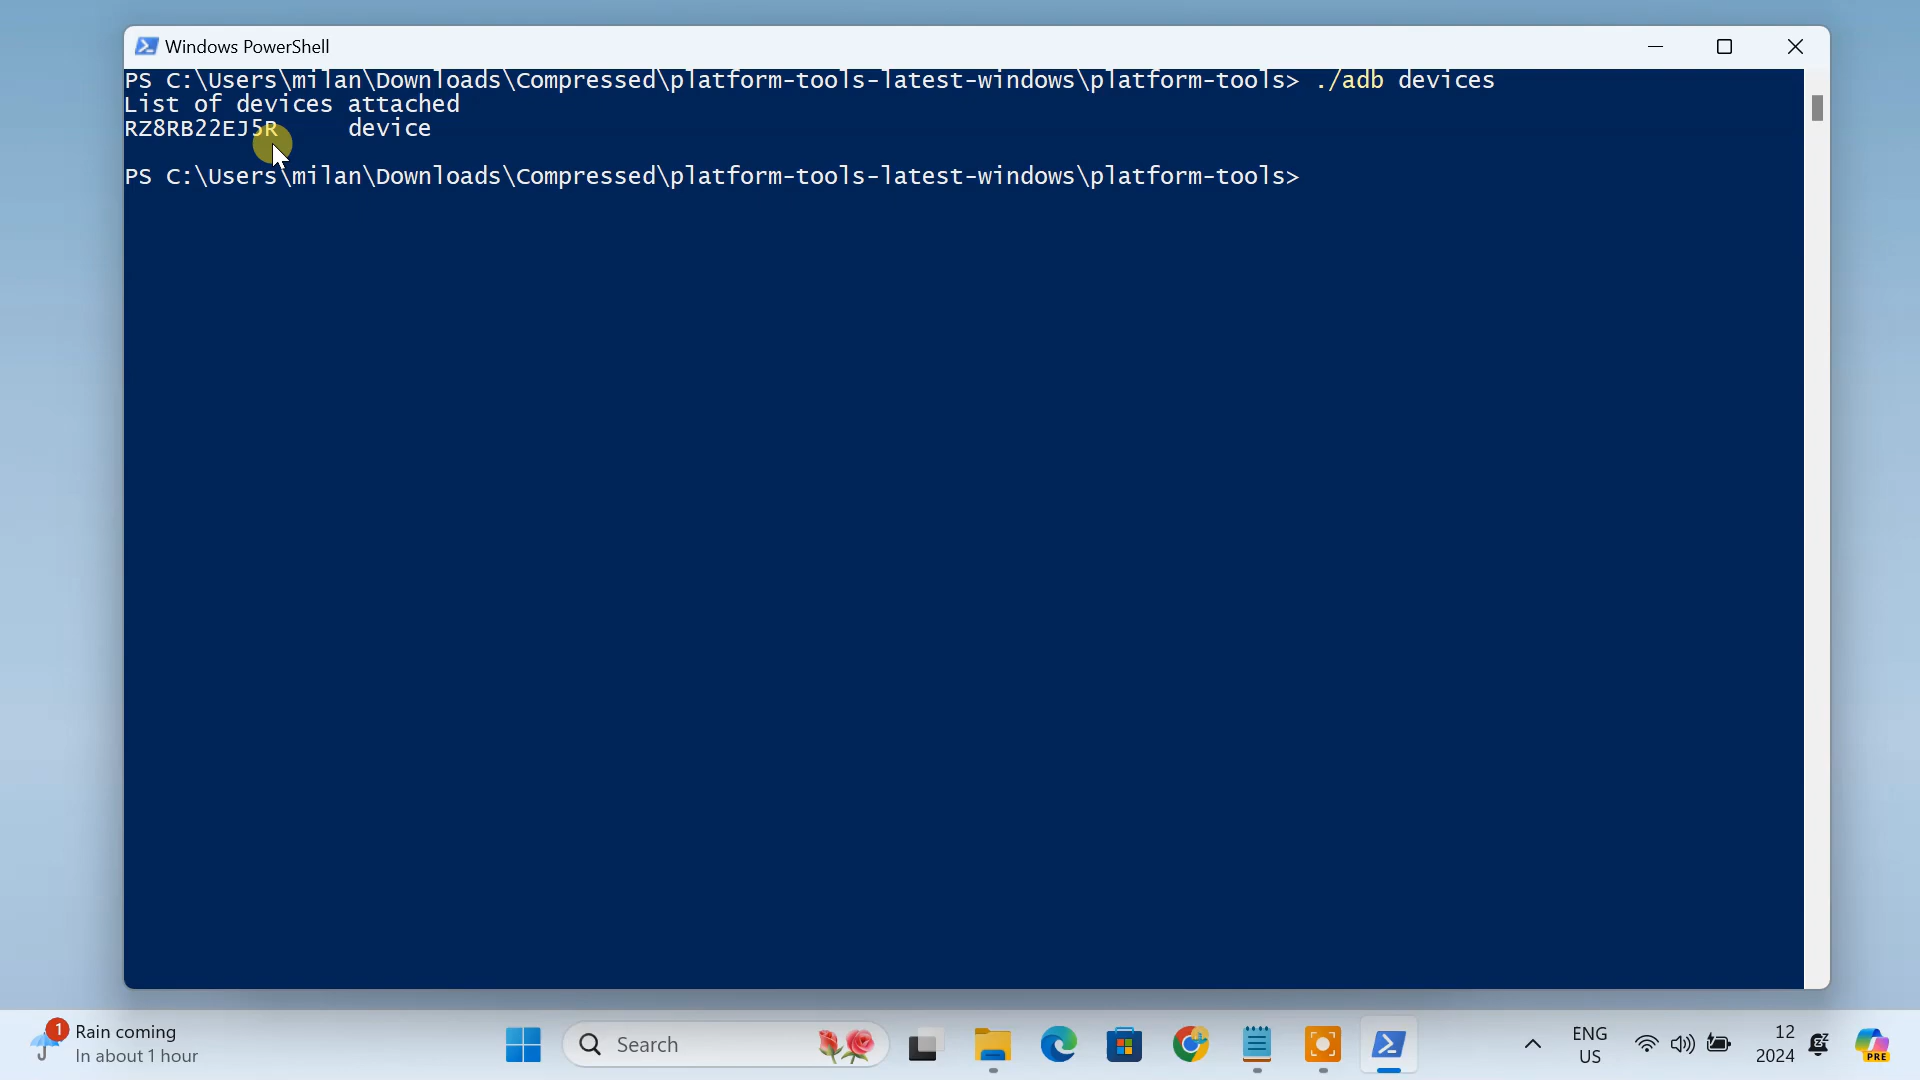 Windows PowerShell
PS C:\Users\milan\Downloads\Compressed\platform-tools-latest-windows\platform-tools> ./adb devices
List of devices attached
RZ8RB22EJ5R device
PS C:\Users\milan\Downloads\Compressed\platform-tools-latest-windows\platform-tools>
1 Rain coming
In about 1 hour
Search
ENG
US
12
2024
PRE